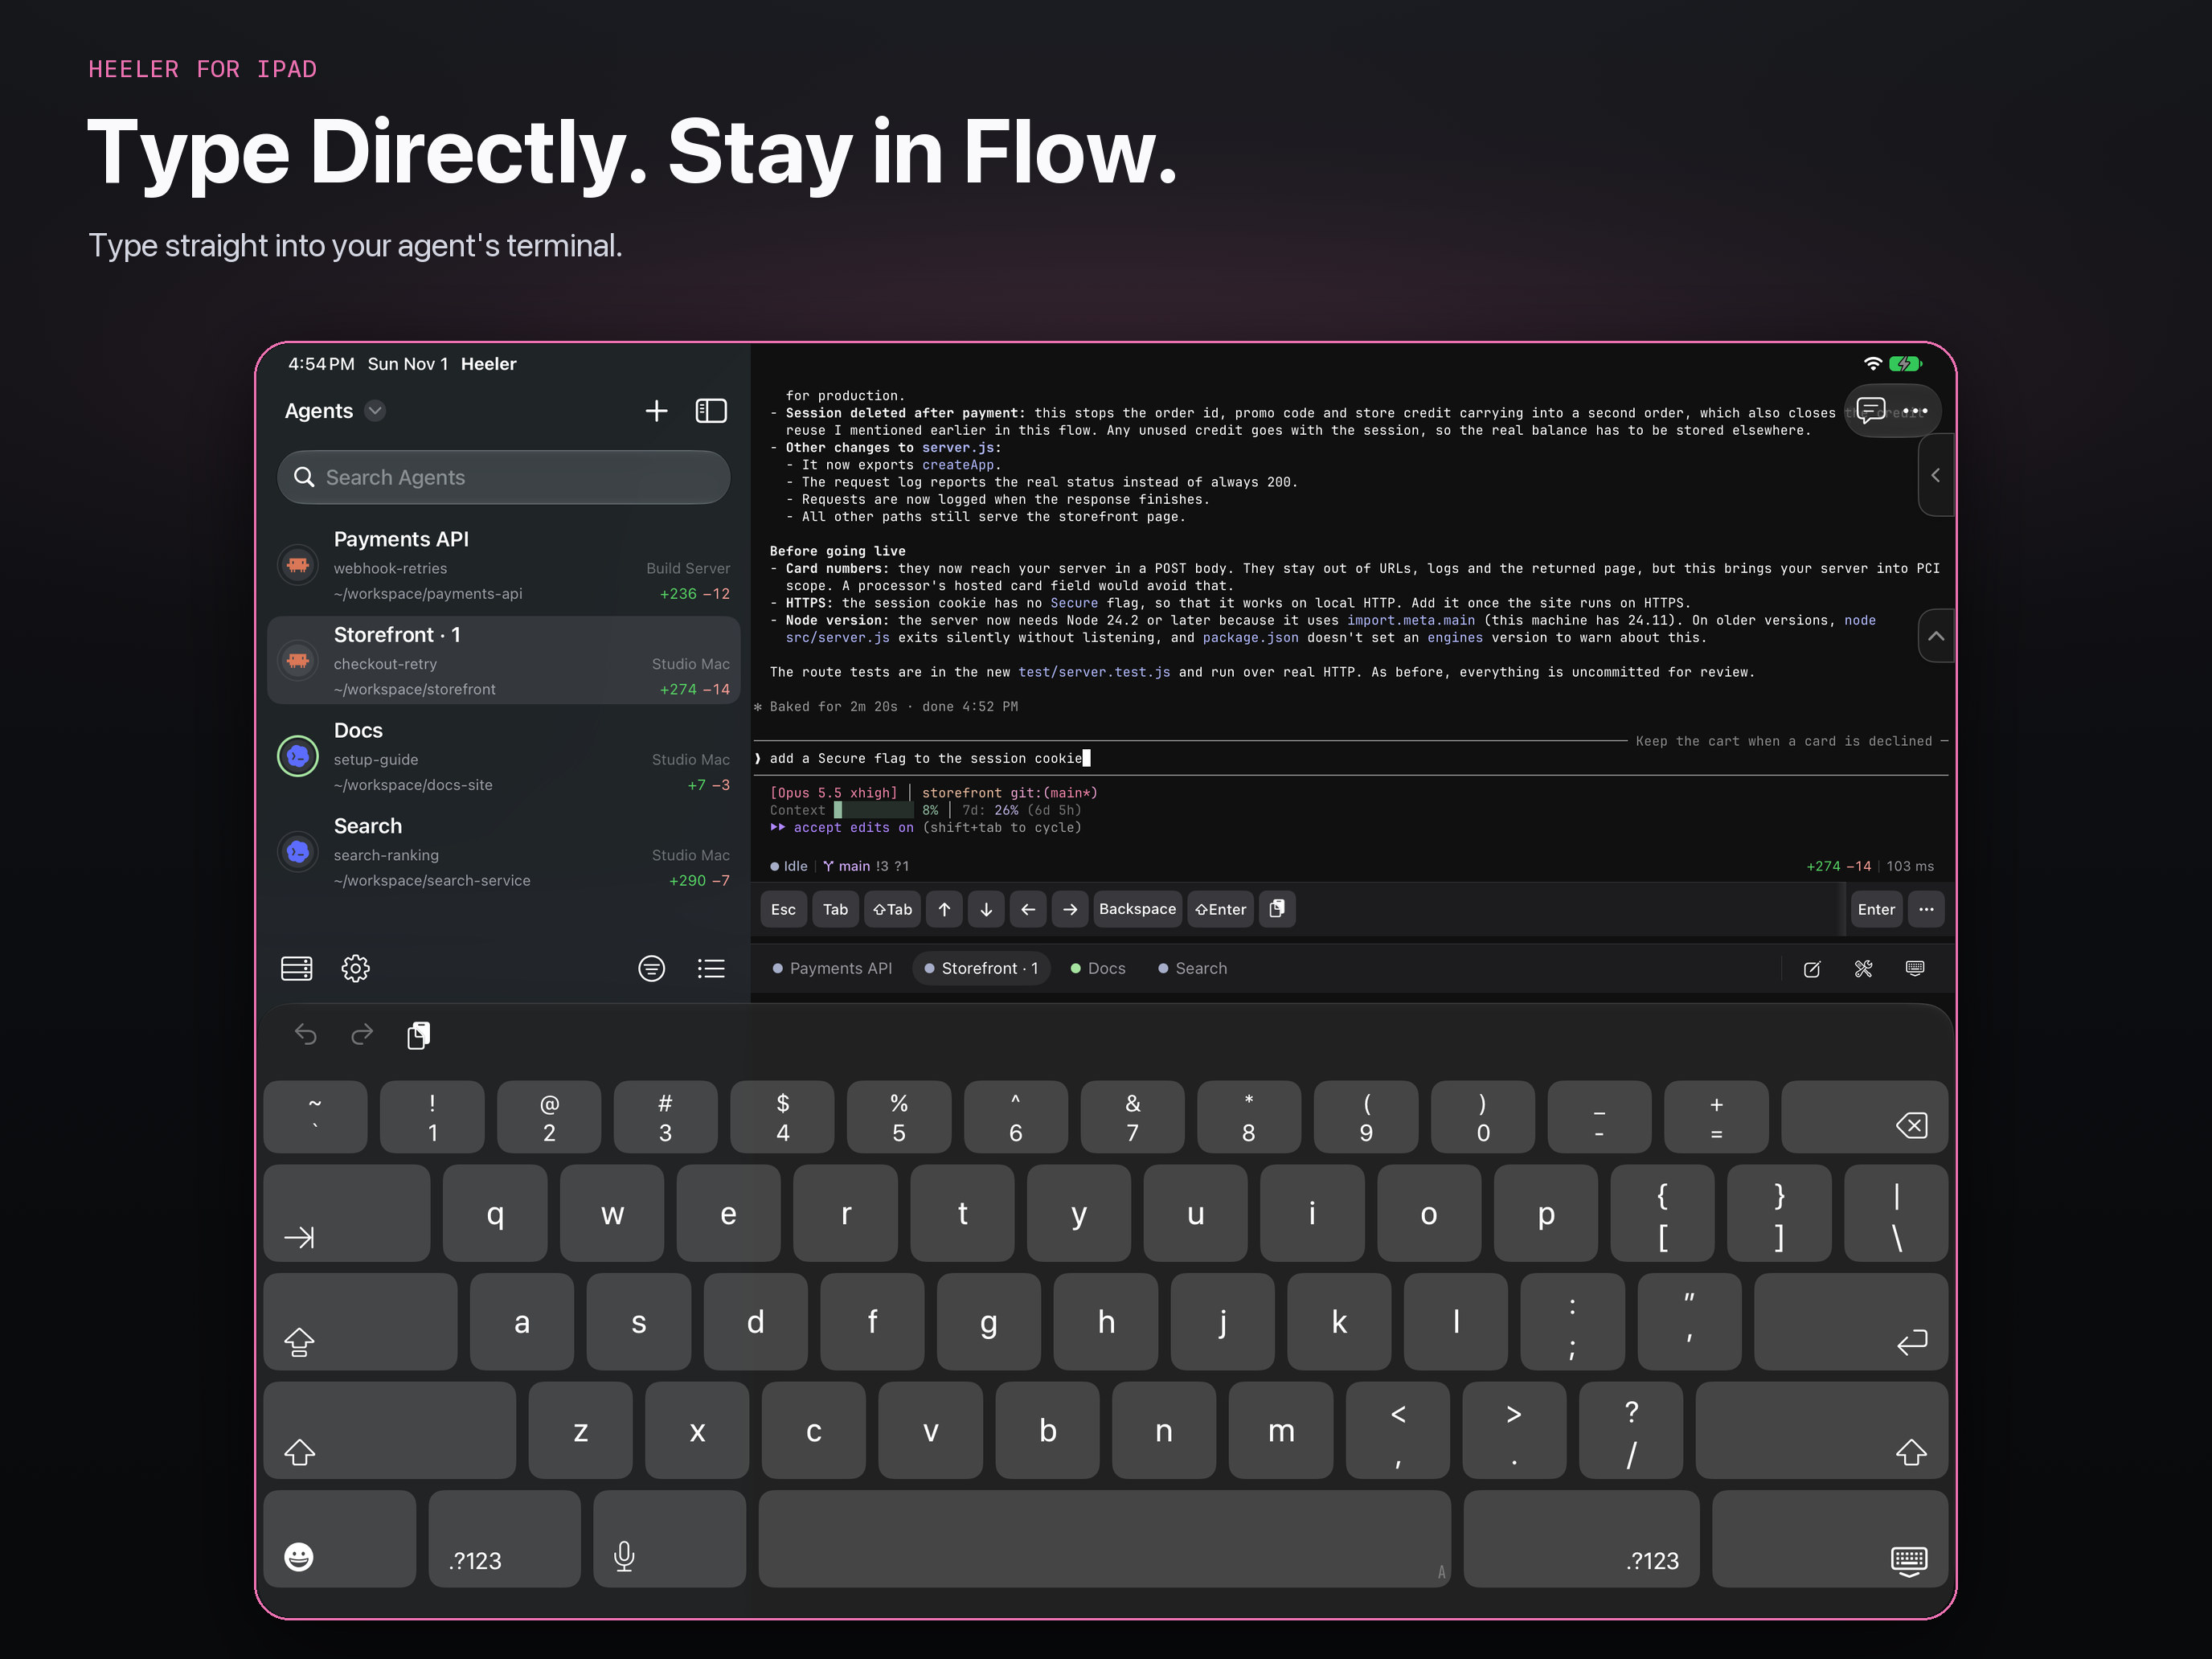 HEELER FOR IPAD
Type Directly. Stay in Flow.
Type straight into your agent's terminal.
4:54 PM Sun Nov 1 Heeler
Agents
Search Agents
Payments API
webhook-retries Build Server
~/workspace/payments-api +236 −12
Storefront · 1
checkout-retry Studio Mac
~/workspace/storefront +274 −14
Docs
setup-guide Studio Mac
~/workspace/docs-site +7 −3
Search
search-ranking Studio Mac
~/workspace/search-service +290 −7
for production.
- Session deleted after payment: this stops the order id, promo code and store credit carrying into a second order, which also closes the credit
reuse I mentioned earlier in this flow. Any unused credit goes with the session, so the real balance has to be stored elsewhere.
- Other changes to server.js:
- It now exports createApp.
- The request log reports the real status instead of always 200.
- Requests are now logged when the response finishes.
- All other paths still serve the storefront page.
Before going live
- Card numbers: they now reach your server in a POST body. They stay out of URLs, logs and the returned page, but this brings your server into PCI
scope. A processor's hosted card field would avoid that.
- HTTPS: the session cookie has no Secure flag, so that it works on local HTTP. Add it once the site runs on HTTPS.
- Node version: the server now needs Node 24.2 or later because it uses import.meta.main (this machine has 24.11). On older versions, node
src/server.js exits silently without listening, and package.json doesn't set an engines version to warn about this.
The route tests are in the new test/server.test.js and run over real HTTP. As before, everything is uncommitted for review.
✻ Baked for 2m 20s · done 4:52 PM
Keep the cart when a card is declined
❯ add a Secure flag to the session cookie
[Opus 5.5 xhigh] │ storefront git:(main*)
Context 8% │ 7d: 26% (6d 5h)
▸▸ accept edits on (shift+tab to cycle)
Idle main !3 ?1 +274 −14 103 ms
Esc Tab ⇧Tab ↑ ↓ ← → Backspace ⇧Enter Enter ···
Payments API Storefront · 1 Docs Search
~ ! @ # $ % ^ & * ( ) _ +
` 1 2 3 4 5 6 7 8 9 0 - =
q w e r t y u i o p { } |
[ ] \
a s d f g h j k l : "
; '
z x c v b n m < > ?
, . /
.?123 A .?123